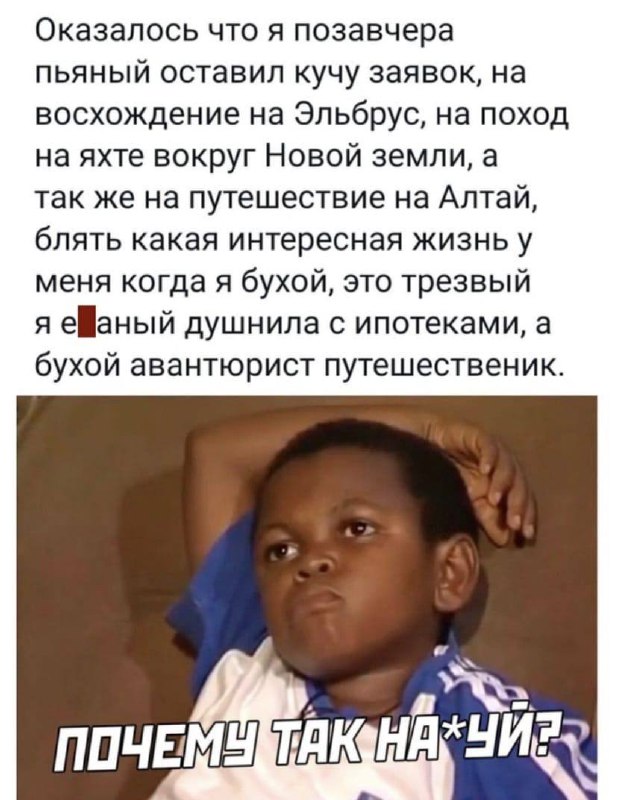 Оказалось что я позавчера
пьяный оставил кучу заявок, на
восхождение на Эльбрус, на поход
на яхте вокруг Новой земли, а
так же на путешествие на Алтай,
блять какая интересная жизнь у
меня когда я бухой, это трезвый
я е аный душнила с ипотеками, а
бухой авантюрист путешественик.
ПОЧЕМУ ТАК НА*УЙ?